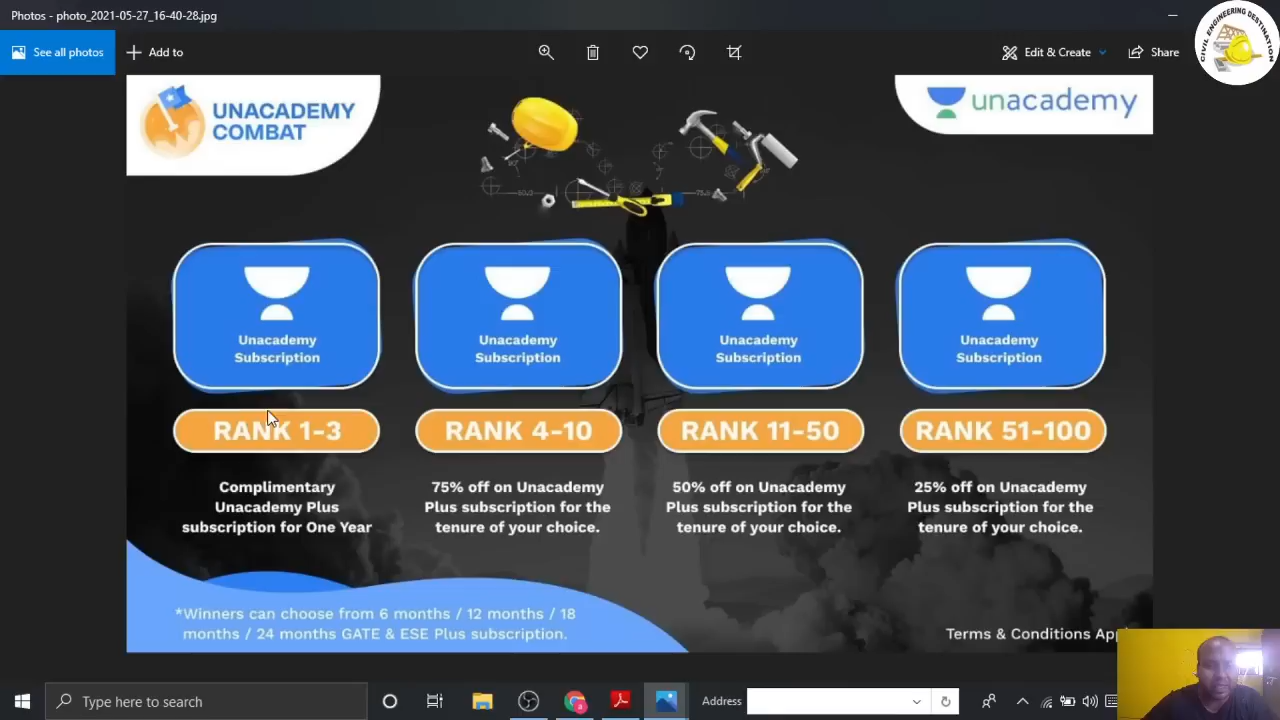 Photos - photo_2021-05-27_16-40-28.jpg
See all photos
Add to
Edit & Create
Share
CIVIL ENGINEERING DESTINATION
UNACADEMY
COMBAT
unacademy
Unacademy
Subscription
Unacademy
Subscription
Unacademy
Subscription
Unacademy
Subscription
RANK 1-3
RANK 4-10
RANK 11-50
RANK 51-100
Complimentary
Unacademy Plus
subscription for One Year
75% off on Unacademy
Plus subscription for the
tenure of your choice.
50% off on Unacademy
Plus subscription for the
tenure of your choice.
25% off on Unacademy
Plus subscription for the
tenure of your choice.
*Winners can choose from 6 months / 12 months / 18
months / 24 months GATE & ESE Plus subscription.
Terms & Conditions
Type here to search
Address